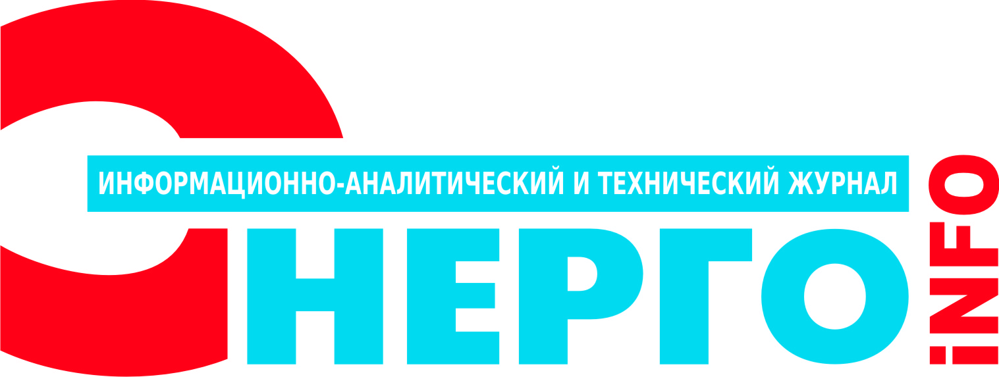 ИНФОРМАЦИОННО-АНАЛИТИЧЕСКИЙ И ТЕХНИЧЕСКИЙ ЖУРНАЛ
ЭНЕРГО
iNFO